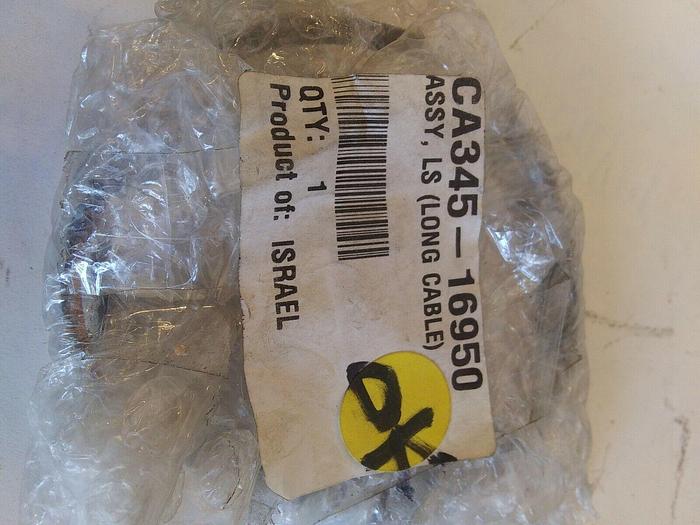 CA345-16950
ASSY, LS (LONG CABLE)
QTY: 1
Product of: ISRAEL
OK